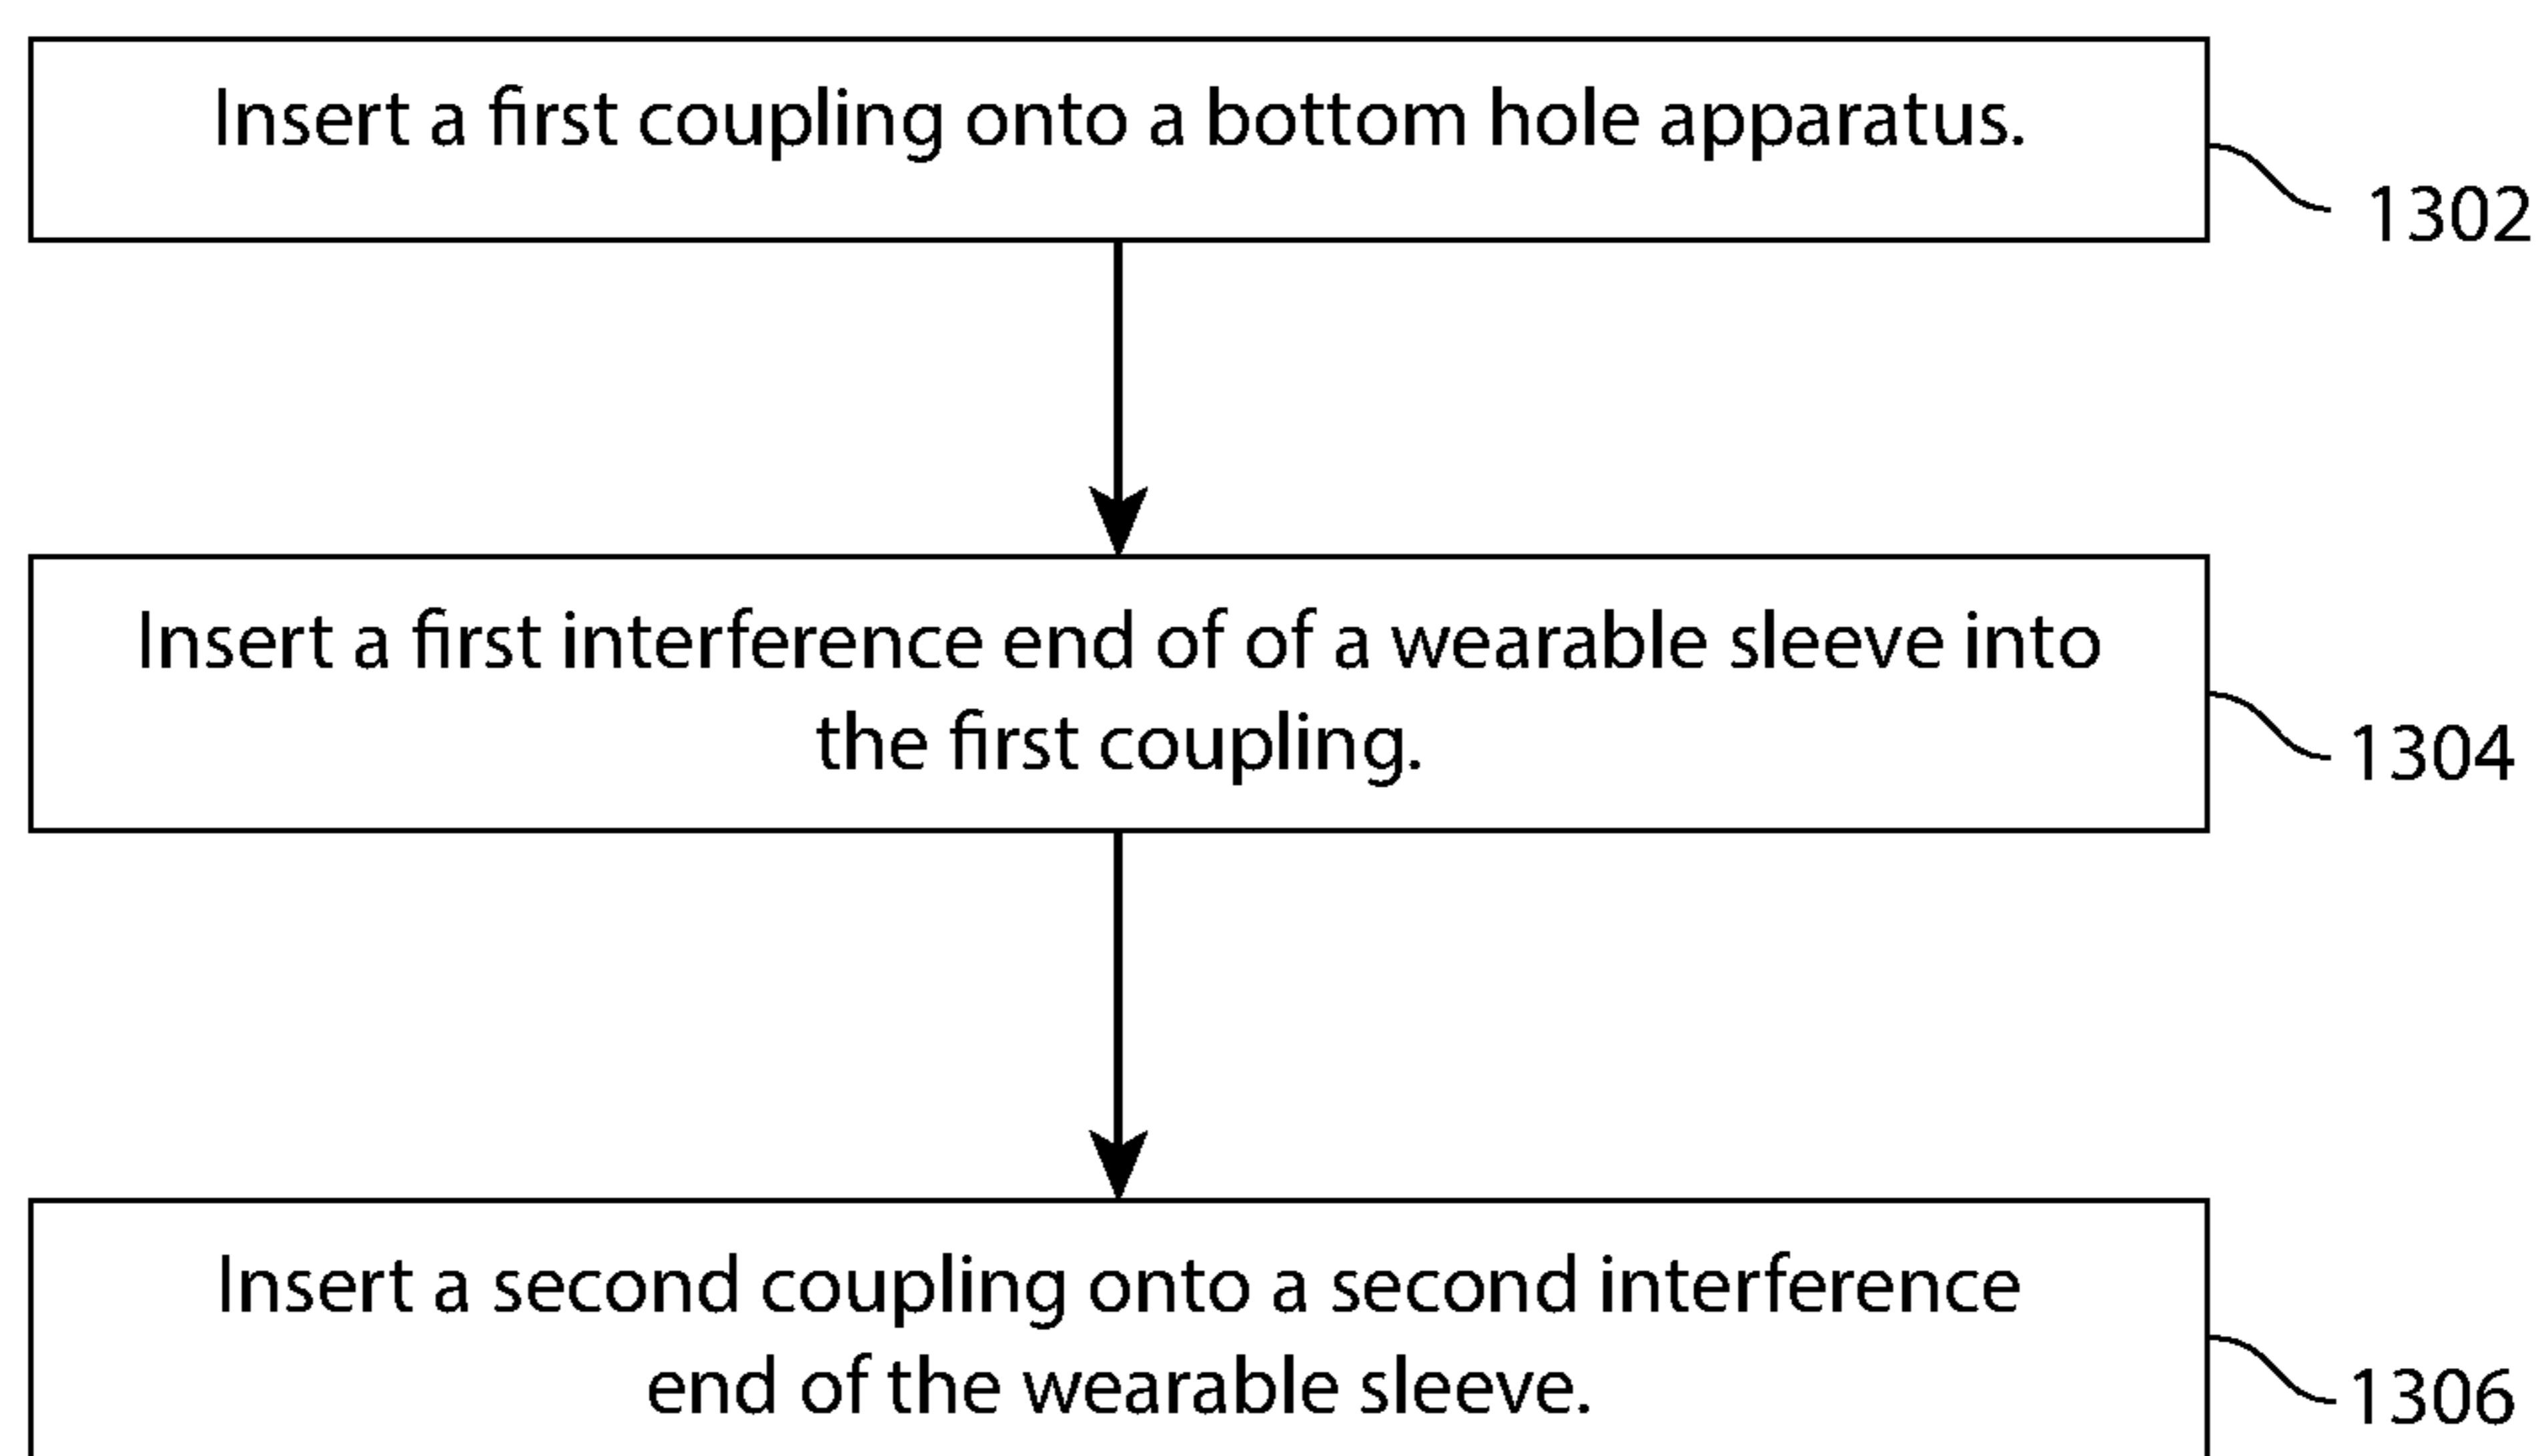 Insert a first coupling onto a bottom hole apparatus.
1302
Insert a first interference end of of a wearable sleeve into
the first coupling.
1304
Insert a second coupling onto a second interference
end of the wearable sleeve.
1306